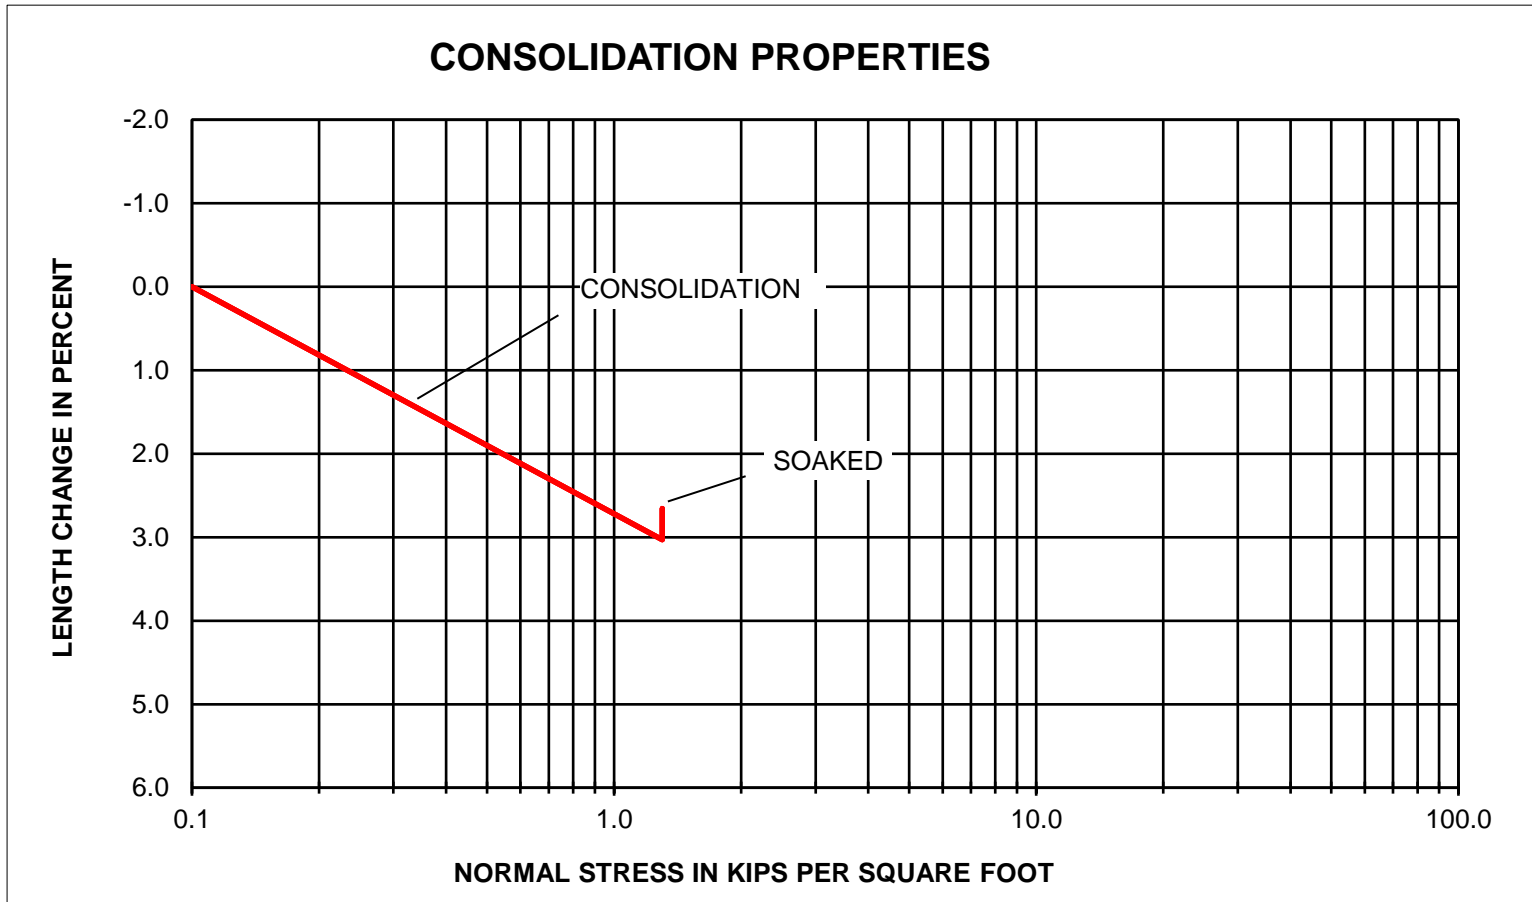 CONSOLIDATION PROPERTIES
-2.0
-1.0
0.0
1.0
2.0
3.0
4.0
5.0
6.0
LENGTH CHANGE IN PERCENT
CONSOLIDATION
SOAKED
0.1 1.0 10.0 100.0
NORMAL STRESS IN KIPS PER SQUARE FOOT